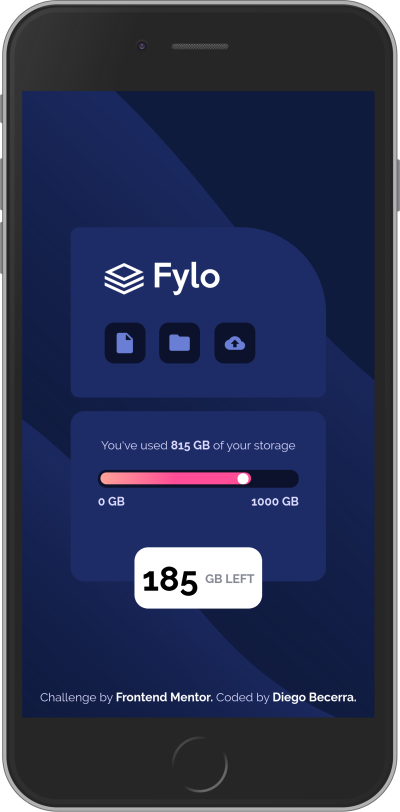 Fylo
You've used 815 GB of your storage
0 GB 1000 GB
185 GB LEFT
Challenge by Frontend Mentor. Coded by Diego Becerra.